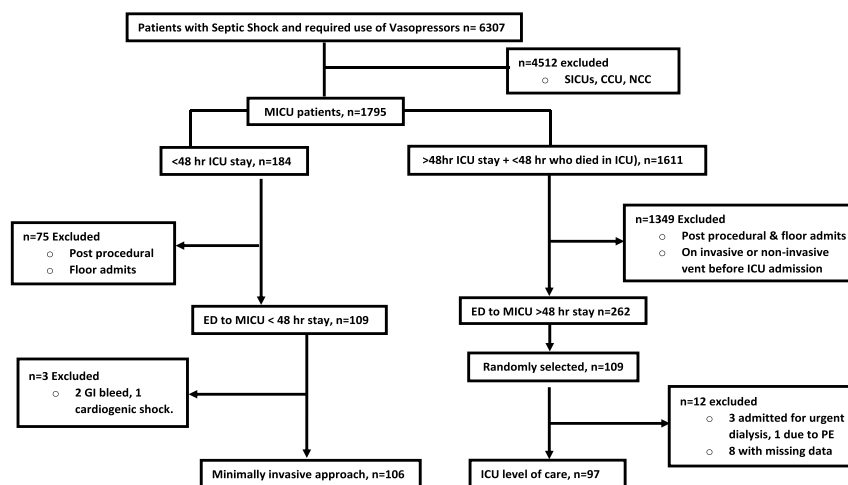 Patients with Septic Shock and required use of Vasopressors n= 6307
n=4512 excluded
o SICUs, CCU, NCC
MICU patients, n=1795
<48 hr ICU stay, n=184
>48hr ICU stay + <48 hr who died in ICU), n=1611
n=75 Excluded
o Post procedural
o Floor admits
n=1349 Excluded
o Post procedural & floor admits
o On invasive or non-invasive
vent before ICU admission
ED to MICU < 48 hr stay, n=109
ED to MICU >48 hr stay n=262
Randomly selected, n=109
n=3 Excluded
o 2 GI bleed, 1
cardiogenic shock.
n=12 excluded
o 3 admitted for urgent
dialysis, 1 due to PE
o 8 with missing data
Minimally invasive approach, n=106
ICU level of care, n=97